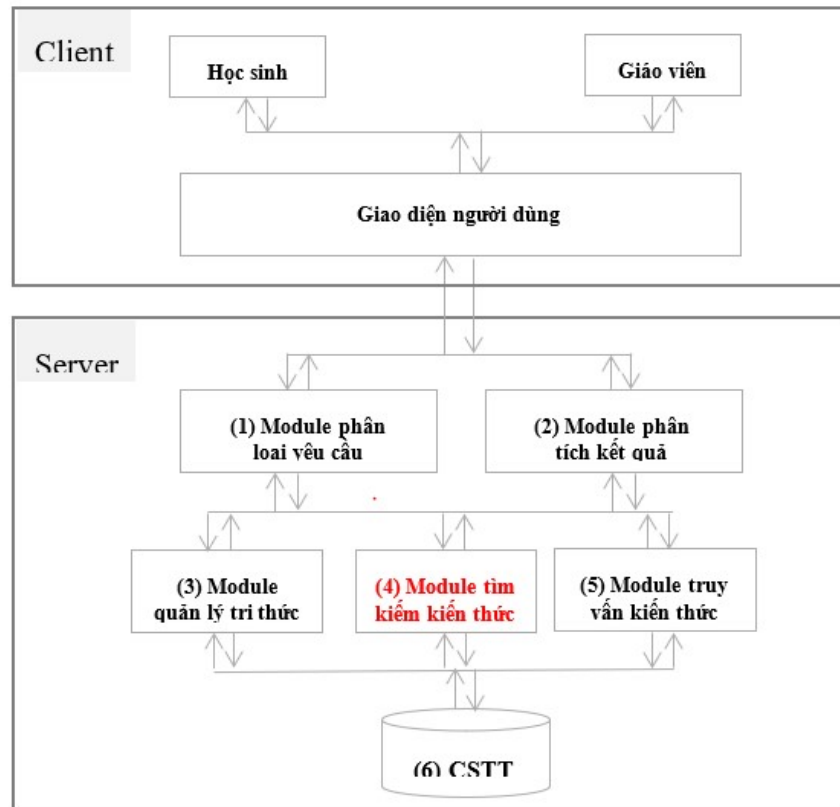 Client
Học sinh
Giáo viên
Giao diện người dùng
Server
(1) Module phân
loại yêu cầu
(2) Module phân
tích kết quả
(3) Module
quản lý tri thức
(4) Module tìm
kiếm kiến thức
(5) Module truy
vấn kiến thức
(6) CSTT